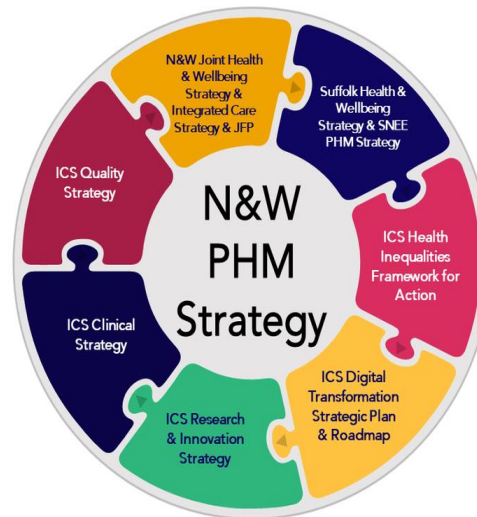 N&W Joint Health
& Wellbeing
Strategy &
Integrated Care
Strategy & JFP
Suffolk Health &
Wellbeing
Strategy & SNEE
PHM Strategy
ICS Health
Inequalities
Framework for
Action
ICS Digital
Transformation
Strategic Plan
& Roadmap
ICS Research
& Innovation
Strategy
ICS Clinical
Strategy
ICS Quality
Strategy
N&W
PHM
Strategy